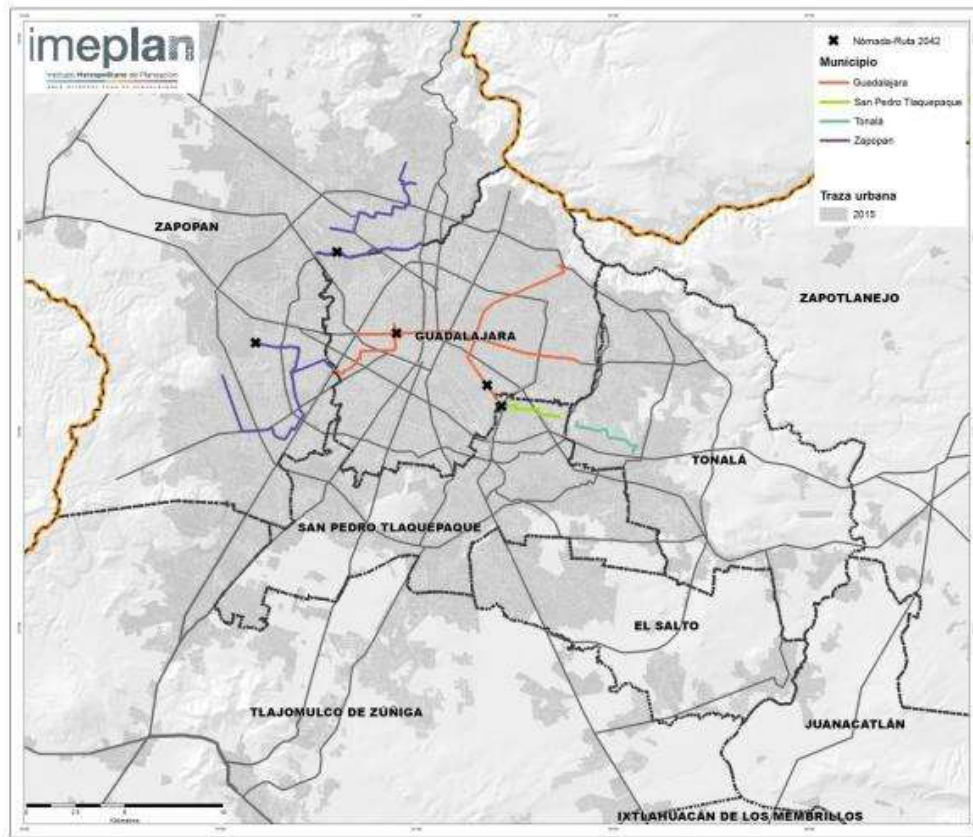 imeplan
Instituto Metropolitano de Planeación
Nómada-Ruta 2042
Municipio
Guadalajara
San Pedro Tlaquepaque
Tonalá
Zapopan
Traza urbana
2015
ZAPOPAN
ZAPOTLANEJO
GUADALAJARA
TONALÁ
SAN PEDRO TLAQUEPAQUE
EL SALTO
TLAJOMULCO DE ZÚÑIGA
JUANACATLÁN
Kilómetros
IXTLAHUACÁN DE LOS MEMBRILLOS